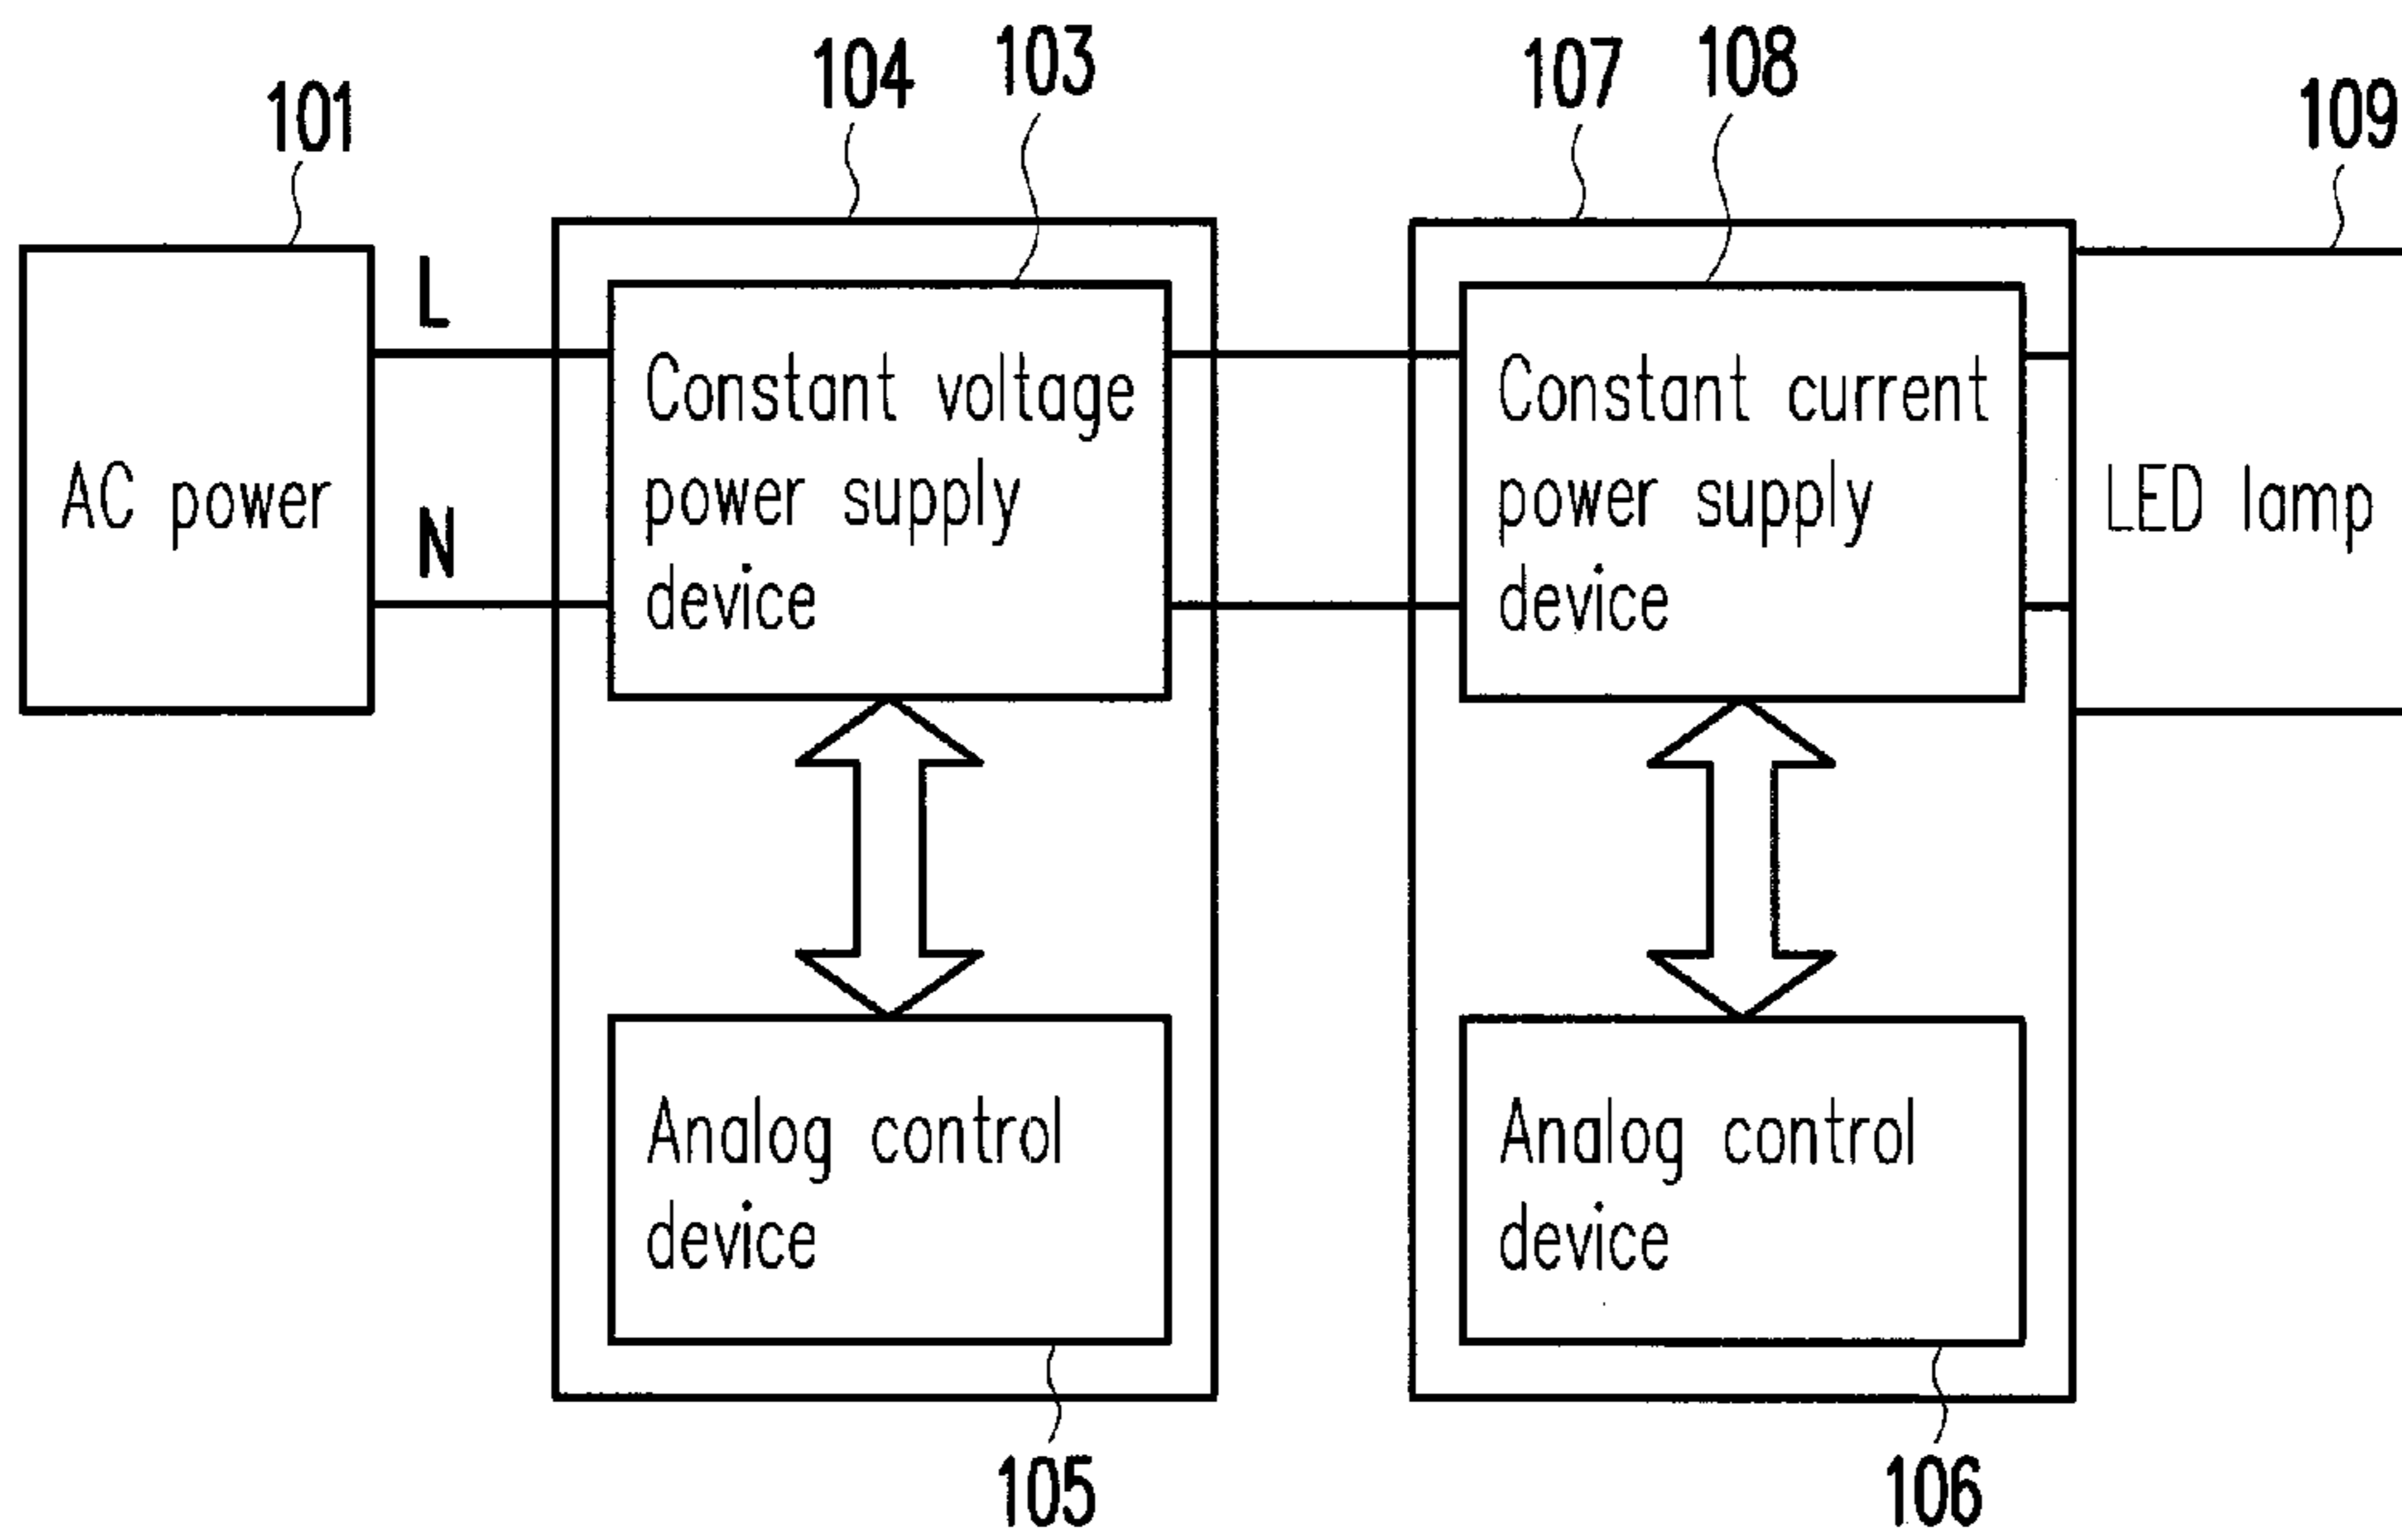 101
104
103
107
108
109
L
N
AC power
Constant voltage
power supply
device
Constant current
power supply
device
LED lamp
Analog control
device
Analog control
device
105
106